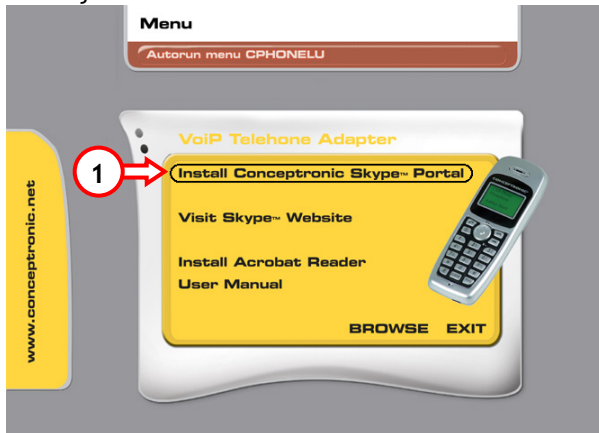 Menu
Autorun menu CPHONELU
VoiP Telehone Adapter
1
Install Conceptronic Skype™ Portal
Visit Skype™ Website
Install Acrobat Reader
User Manual
BROWSE EXIT
www.conceptronic.net